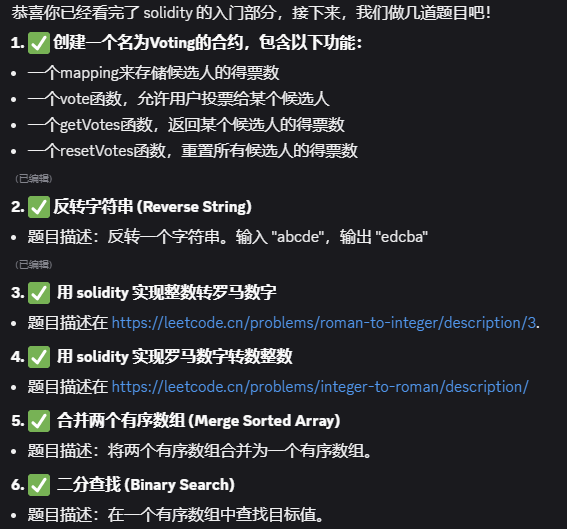 恭喜你已经看完了 solidity 的入门部分，接下来，我们做几道题目吧！
1. ✅ 创建一个名为Voting的合约，包含以下功能：
• 一个mapping来存储候选人的得票数
• 一个vote函数，允许用户投票给某个候选人
• 一个getVotes函数，返回某个候选人的得票数
• 一个resetVotes函数，重置所有候选人的得票数
(已编辑)
2. ✅ 反转字符串 (Reverse String)
• 题目描述：反转一个字符串。输入 "abcde"，输出 "edcba"
(已编辑)
3. ✅ 用 solidity 实现整数转罗马数字
• 题目描述在 https://leetcode.cn/problems/roman-to-integer/description/3.
4. ✅ 用 solidity 实现罗马数字转数整数
• 题目描述在 https://leetcode.cn/problems/integer-to-roman/description/
5. ✅ 合并两个有序数组 (Merge Sorted Array)
• 题目描述：将两个有序数组合并为一个有序数组。
6. ✅ 二分查找 (Binary Search)
• 题目描述：在一个有序数组中查找目标值。